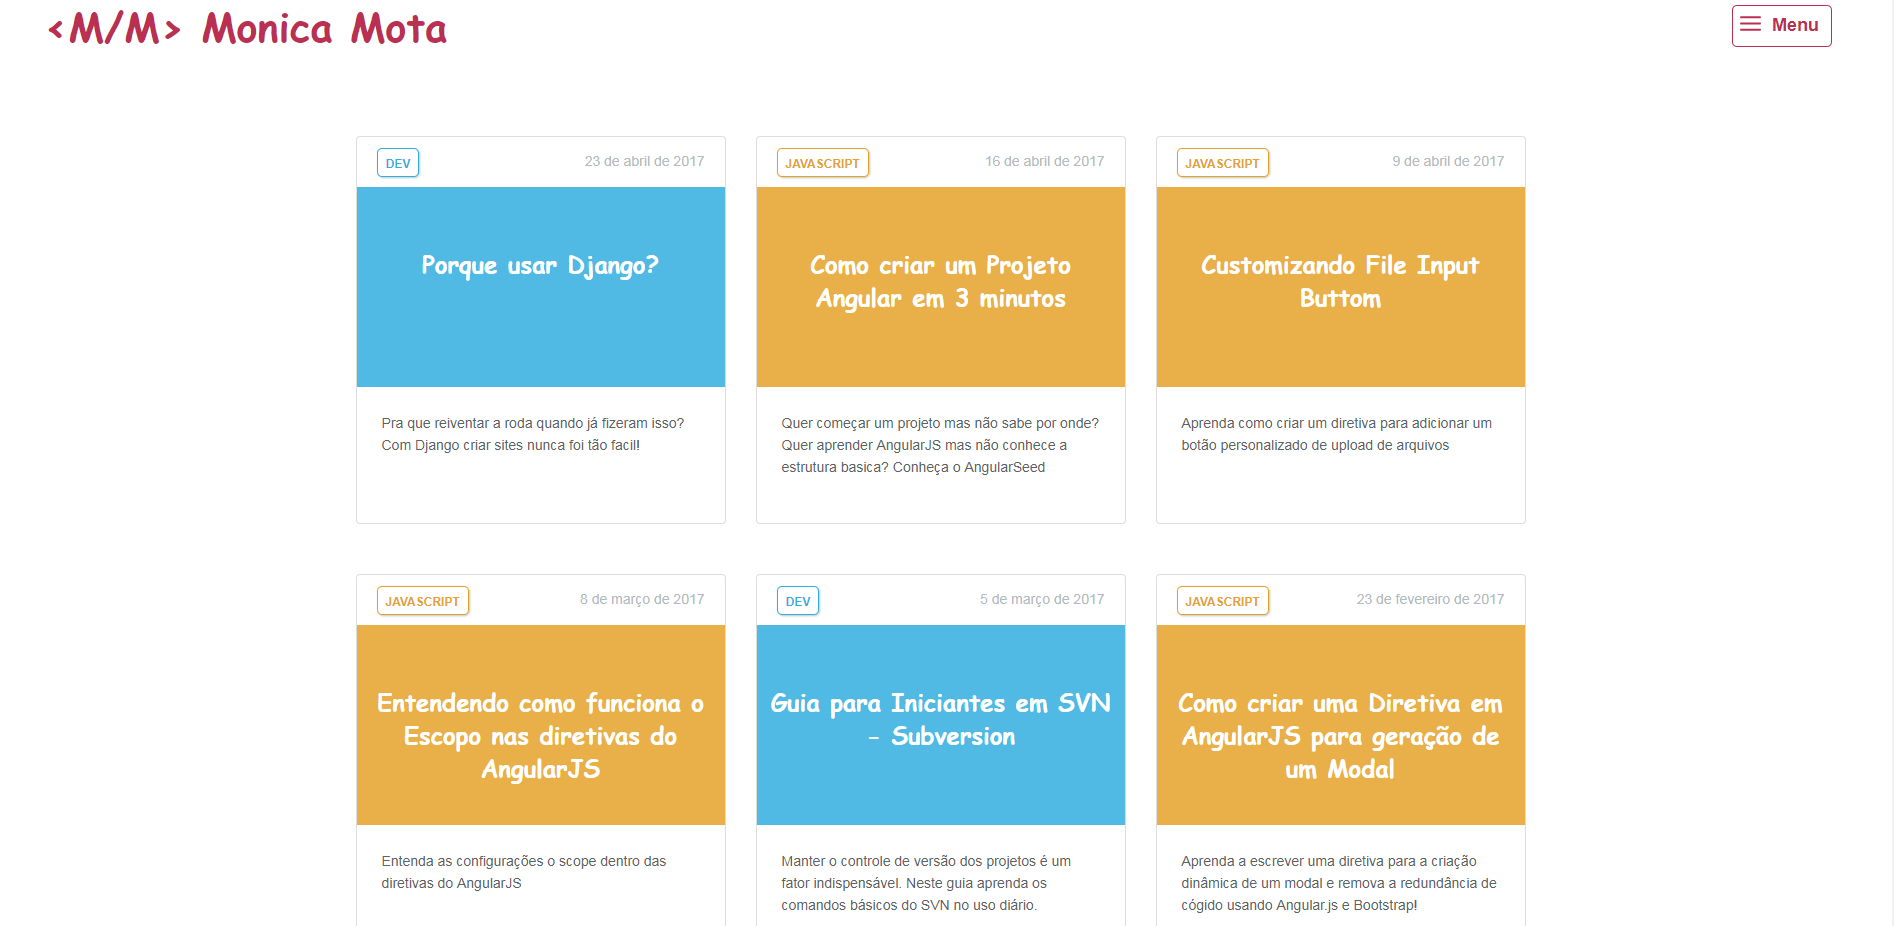 <M/M> Monica Mota
Menu
DEV
23 de abril de 2017
Porque usar Django?
Pra que reiventar a roda quando já fizeram isso?
Com Django criar sites nunca foi tão facil!
JAVASCRIPT
16 de abril de 2017
Como criar um Projeto
Angular em 3 minutos
Quer começar um projeto mas não sabe por onde?
Quer aprender AngularJS mas não conhece a
estrutura basica? Conheça o AngularSeed
JAVASCRIPT
9 de abril de 2017
Customizando File Input
Buttom
Aprenda como criar um diretiva para adicionar um
botão personalizado de upload de arquivos
JAVASCRIPT
8 de março de 2017
Entendendo como funciona o
Escopo nas diretivas do
AngularJS
Entenda as configurações o scope dentro das
diretivas do AngularJS
DEV
5 de março de 2017
Guia para Iniciantes em SVN
- Subversion
Manter o controle de versão dos projetos é um
fator indispensável. Neste guia aprenda os
comandos básicos do SVN no uso diário.
JAVASCRIPT
23 de fevereiro de 2017
Como criar uma Diretiva em
AngularJS para geração de
um Modal
Aprenda a escrever uma diretiva para a criação
dinâmica de um modal e remova a redundância de
cógido usando Angular.js e Bootstrap!